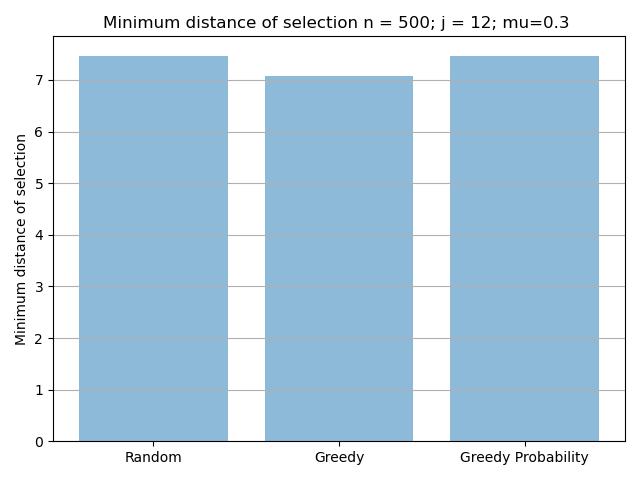 Minimum distance of selection n = 500; j = 12; mu=0.3
Minimum distance of selection
7
6
5
4
3
2
1
0
Random
Greedy
Greedy Probability